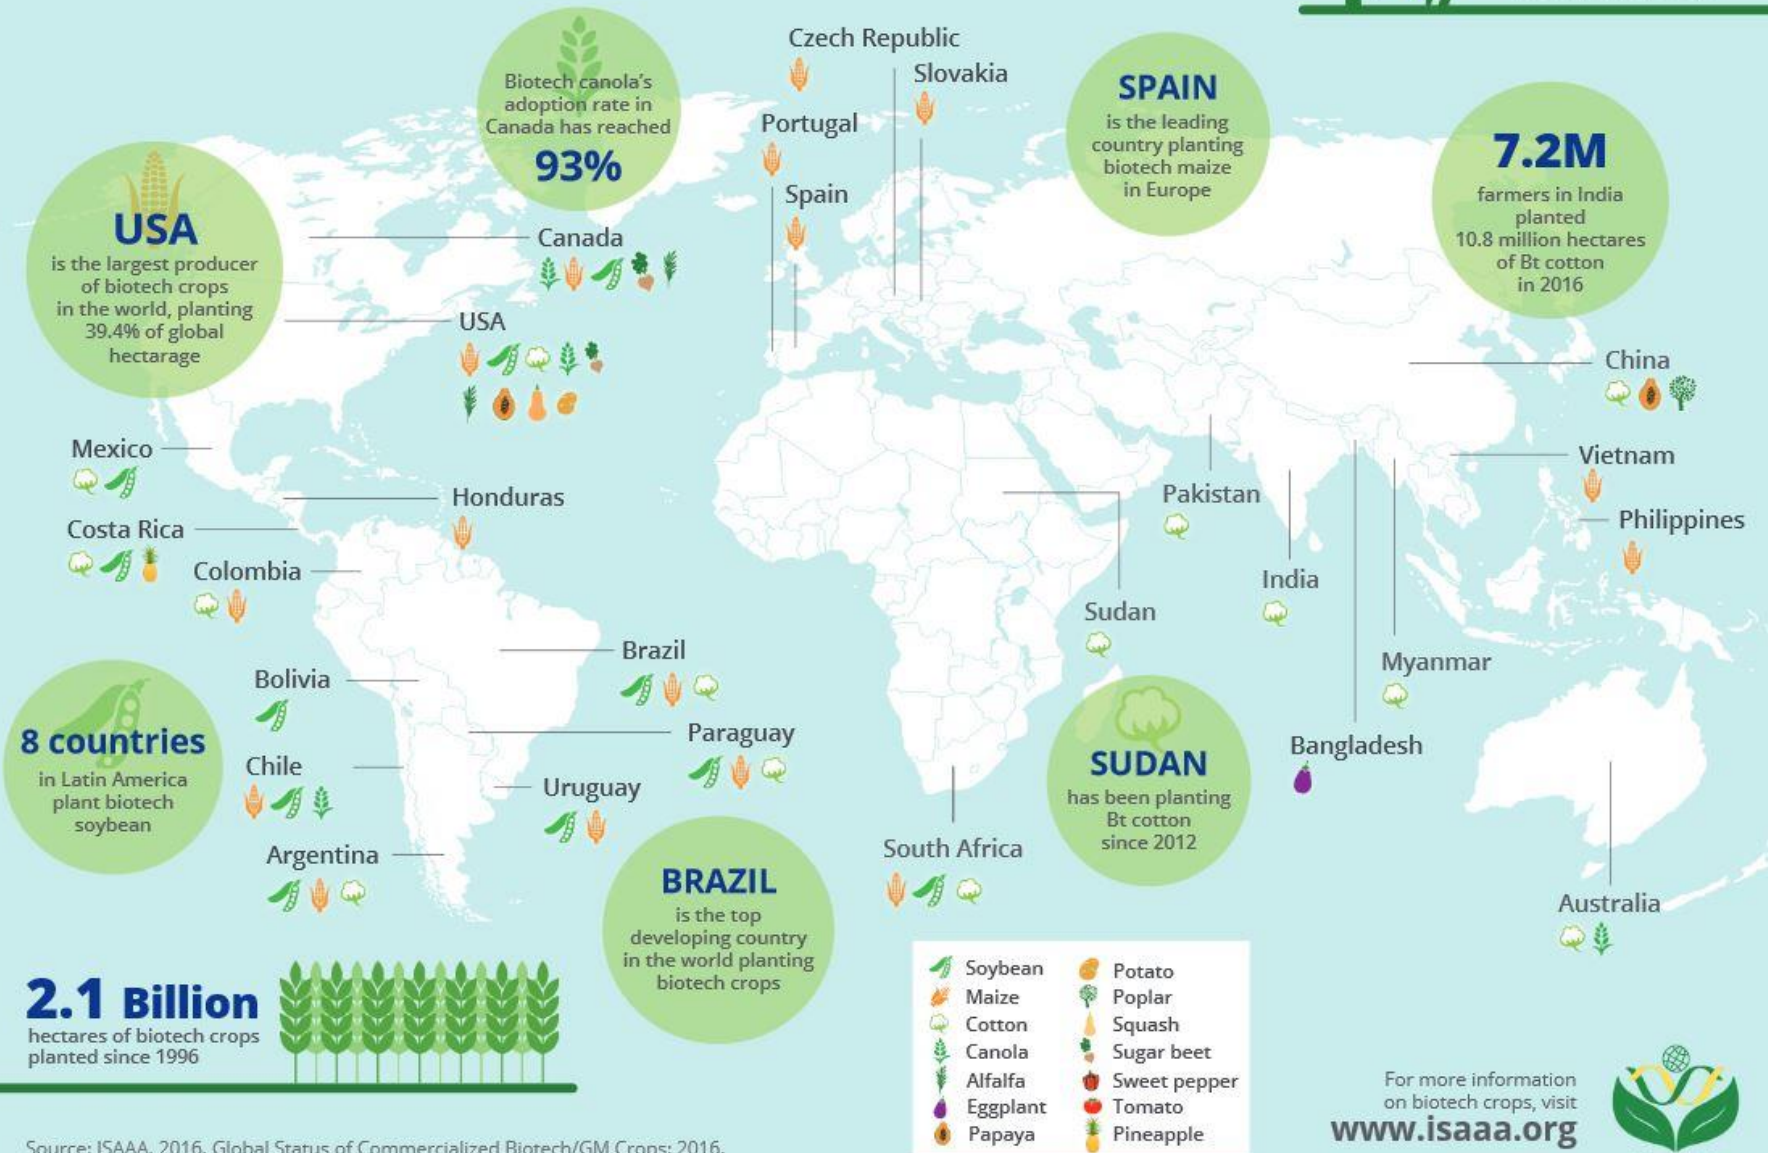 Biotech canola's
adoption rate in
Canada has reached
93%
Czech Republic
Slovakia
Portugal
Spain
SPAIN
is the leading
country planting
biotech maize
in Europe
7.2M
farmers in India
planted
10.8 million hectares
of Bt cotton
in 2016
USA
is the largest producer
of biotech crops
in the world, planting
39.4% of global
hectarage
Canada
USA
Mexico
Honduras
Costa Rica
Colombia
China
Vietnam
Philippines
Pakistan
India
Sudan
Myanmar
Bangladesh
Brazil
Bolivia
Paraguay
Chile
Uruguay
Argentina
South Africa
Australia
8 countries
in Latin America
plant biotech
soybean
SUDAN
has been planting
Bt cotton
since 2012
BRAZIL
is the top
developing country
in the world planting
biotech crops
2.1 Billion
hectares of biotech crops
planted since 1996
Soybean
Maize
Cotton
Canola
Alfalfa
Eggplant
Papaya
Potato
Poplar
Squash
Sugar beet
Sweet pepper
Tomato
Pineapple
For more information
on biotech crops, visit
www.isaaa.org
Source: ISAAA. 2016. Global Status of Commercialized Biotech/GM Crops: 2016.